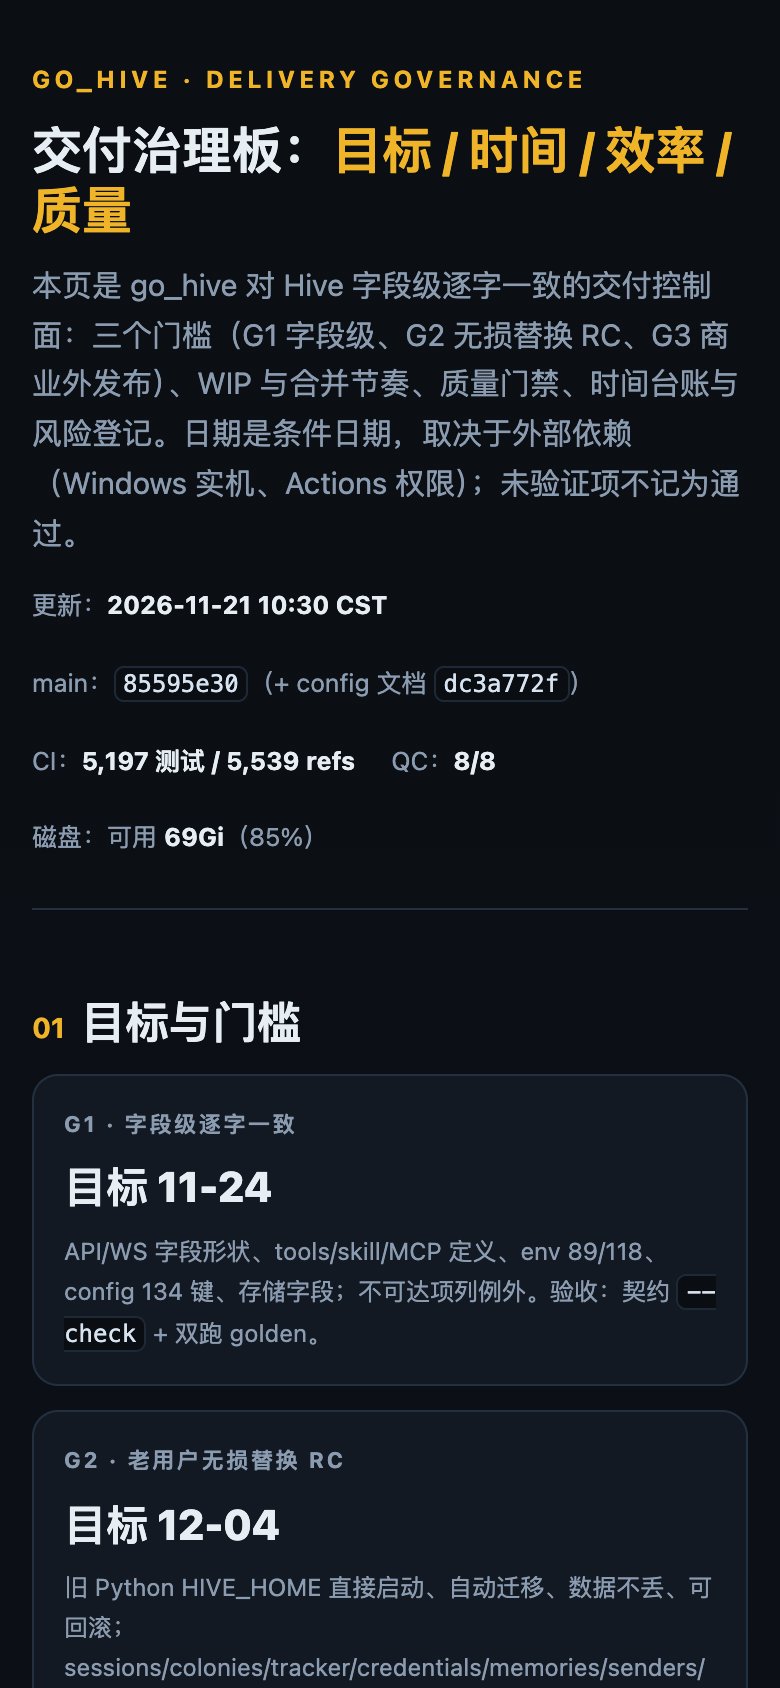 GO_HIVE · DELIVERY GOVERNANCE
交付治理板：目标 / 时间 / 效率 /
质量
本页是 go_hive 对 Hive 字段级逐字一致的交付控制
面：三个门槛（G1 字段级、G2 无损替换 RC、G3 商
业外发布）、WIP 与合并节奏、质量门禁、时间台账与
风险登记。日期是条件日期，取决于外部依赖
（Windows 实机、Actions 权限）；未验证项不记为通
过。
更新：2026-11-21 10:30 CST
main：85595e30（+ config 文档 dc3a772f）
CI：5,197 测试 / 5,539 refs QC：8/8
磁盘：可用 69Gi（85%）
01 目标与门槛
G1 · 字段级逐字一致
目标 11-24
API/WS 字段形状、tools/skill/MCP 定义、env 89/118、
config 134 键、存储字段；不可达项列例外。验收：契约 --
check + 双跑 golden。
G2 · 老用户无损替换 RC
目标 12-04
旧 Python HIVE_HOME 直接启动、自动迁移、数据不丢、可
回滚；
sessions/colonies/tracker/credentials/memories/senders/